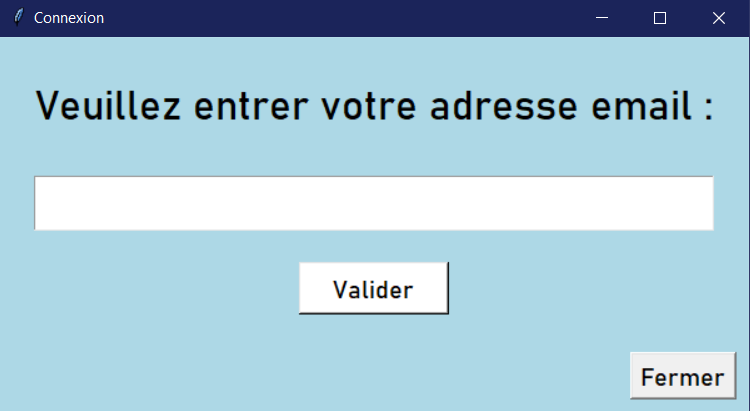 Connexion
Veuillez entrer votre adresse email :
Valider
Fermer